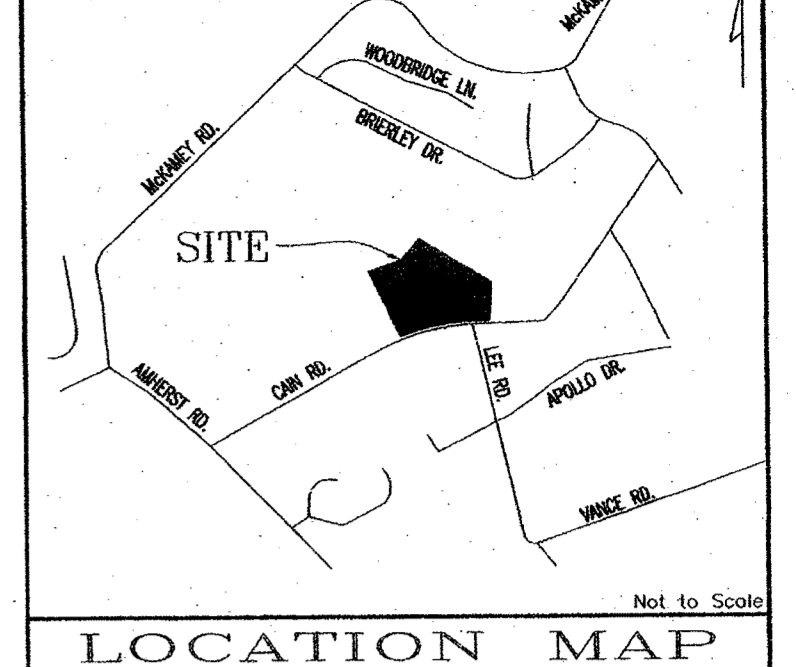 McKAM
WOODBRIDGE LN.
BRIERLEY DR.
McKAMEY RD.
SITE
AMHERST RD.
CAIN RD.
LEE RD.
APOLLO DR.
VANCE RD.
Not to Scale
LOCATION MAP